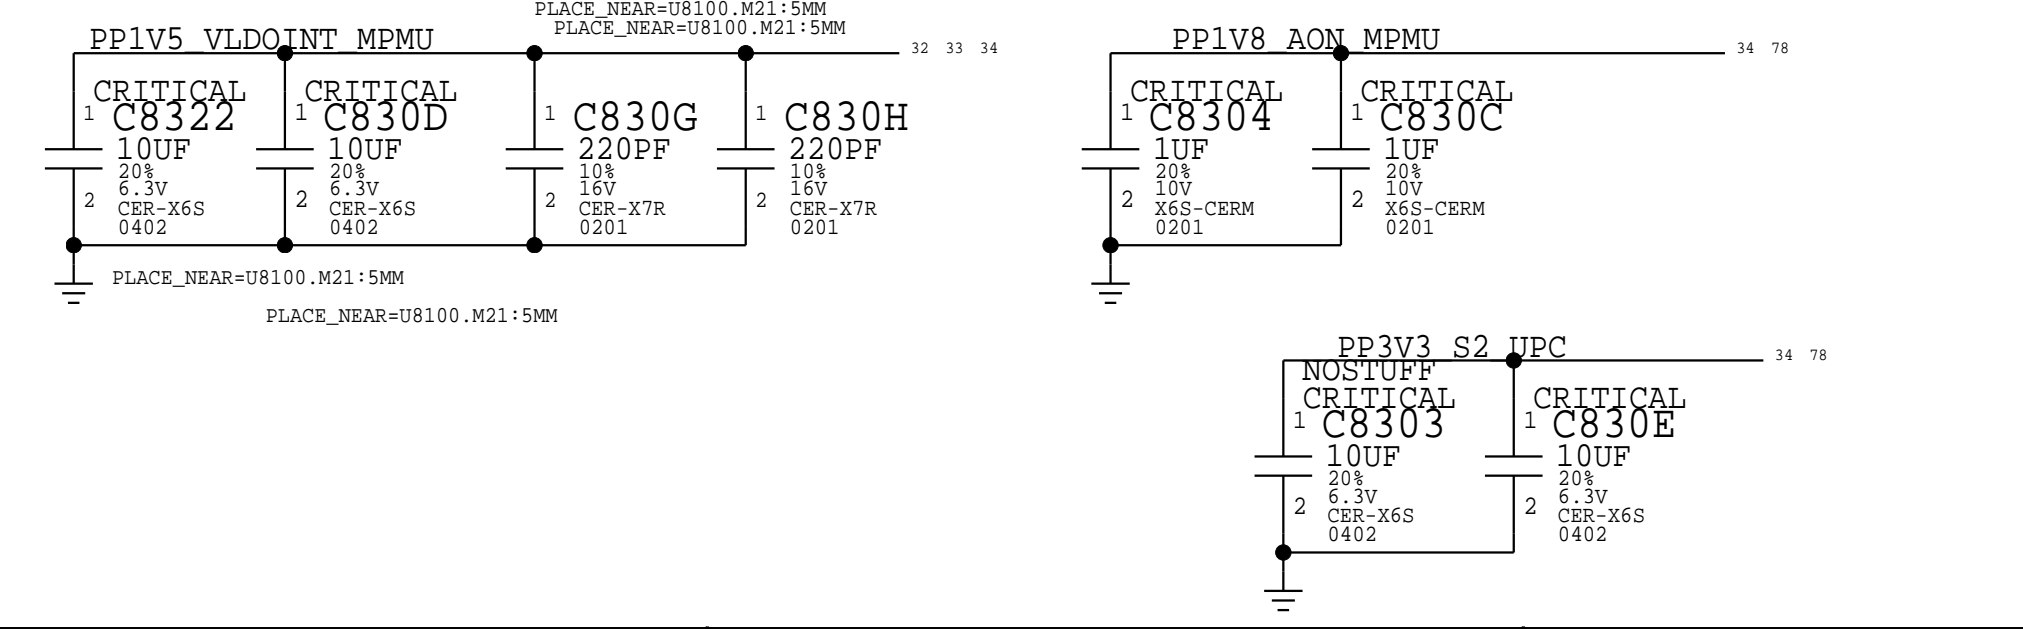 PLACE_NEAR=U8100.M21:5MM
PLACE_NEAR=U8100.M21:5MM
PP1V5_VLDOINT_MPMU
32 33 34
CRITICAL
1 C8322
10UF
20%
6.3V
2 CER-X6S
0402
CRITICAL
1 C830D
10UF
20%
6.3V
2 CER-X6S
0402
1 C830G
220PF
10%
16V
2 CER-X7R
0201
1 C830H
220PF
10%
16V
2 CER-X7R
0201
PLACE_NEAR=U8100.M21:5MM
PLACE_NEAR=U8100.M21:5MM
PP1V8_AON_MPMU
34 78
CRITICAL
1 C8304
1UF
20%
10V
2 X6S-CERM
0201
CRITICAL
1 C830C
1UF
20%
10V
2 X6S-CERM
0201
PP3V3_S2_UPC
34 78
NOSTUFF
CRITICAL
1 C8303
10UF
20%
6.3V
2 CER-X6S
0402
CRITICAL
1 C830E
10UF
20%
6.3V
2 CER-X6S
0402